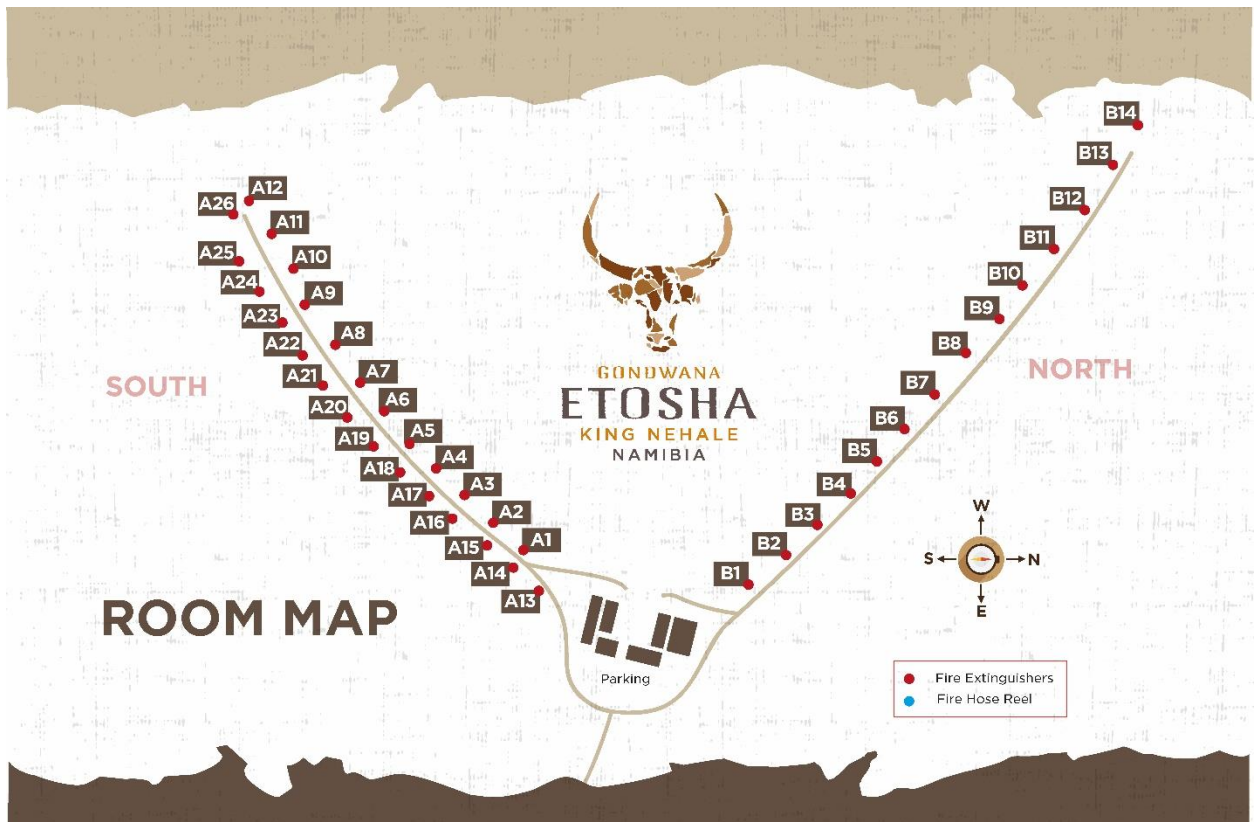 B14
B13
A12
A26
B12
A11
B11
A25
A10
B10
A24
A9
B9
A23
A8
B8
A22
GONDWANA
A7
NORTH
SOUTH
A21
ETOSHA
B7
A6
A20
KING NEHALE
B6
A5
A19
NAMIBIA
B5
A4
A18
B4
A3
A17
W
A2
A16
B3
A1
A15
B2
S
N
A14
B1
E
A13
ROOM MAP
Parking
Fire Extinguishers
Fire Hose Reel